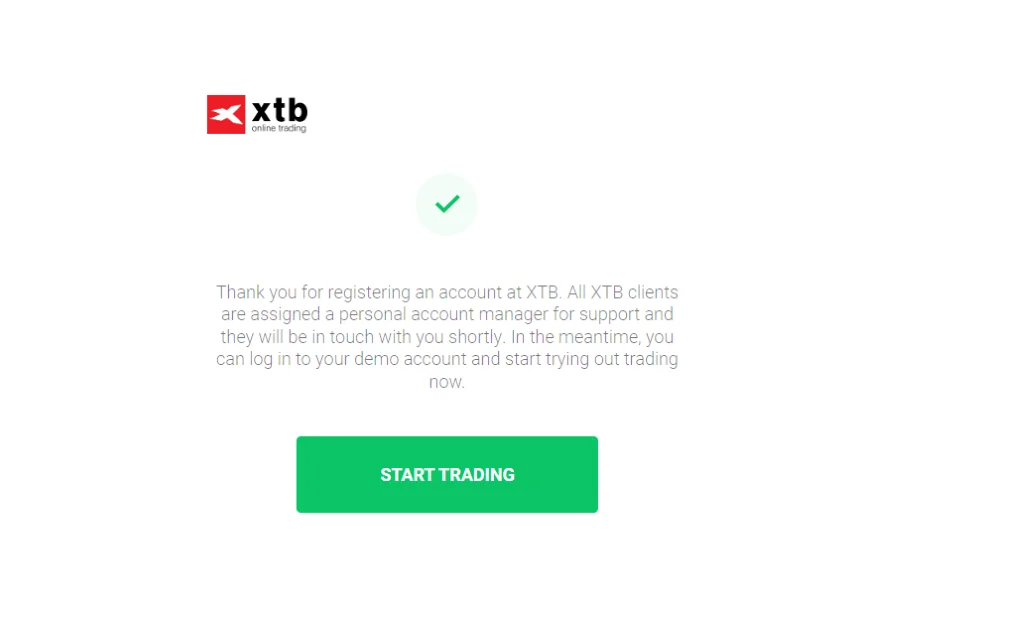 xtb
online trading
Thank you for registering an account at XTB. All XTB clients
are assigned a personal account manager for support and
they will be in touch with you shortly. In the meantime, you
can log in to your demo account and start trying out trading
now.
START TRADING